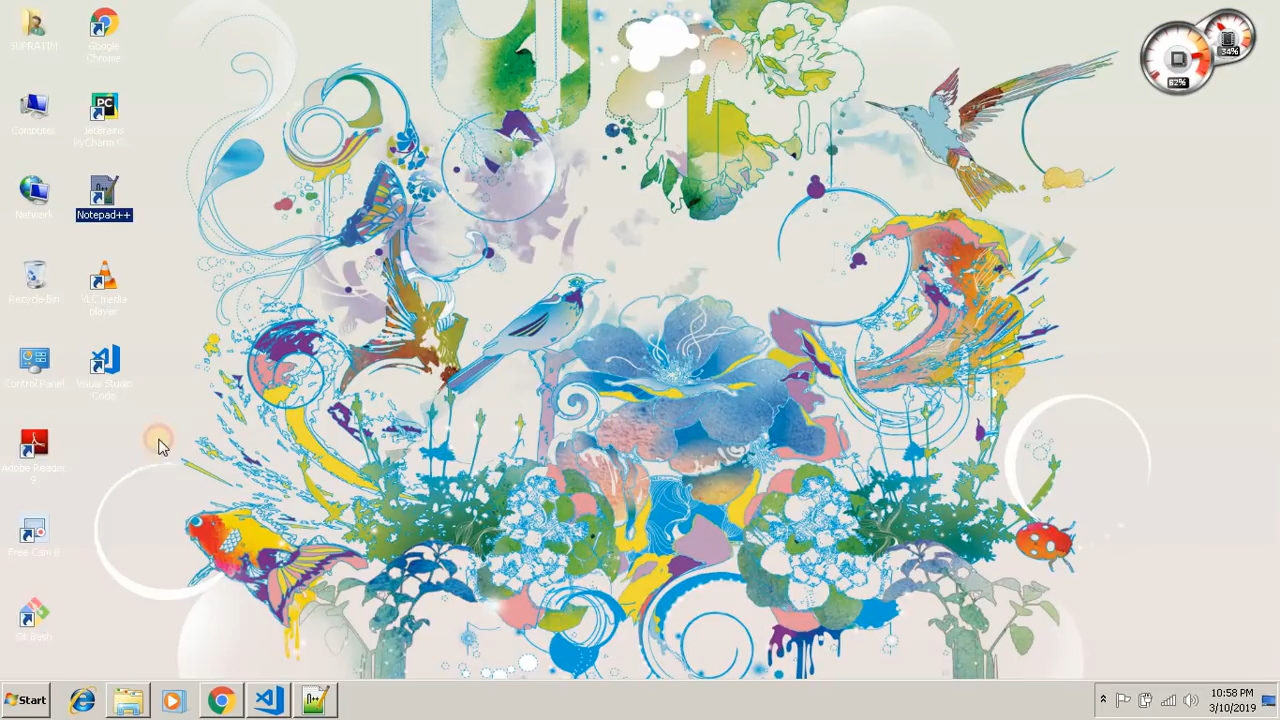 SUPRATIM
Google
Chrome
Computer
JetBrains
PyCharm C...
Network
Notepad++
Recycle Bin
VLC media
player
Control Panel
Visual Studio
Code
Adobe Reader
9
Free Cam 8
Git Bash
82%
34%
Start
10:58 PM
3/10/2019